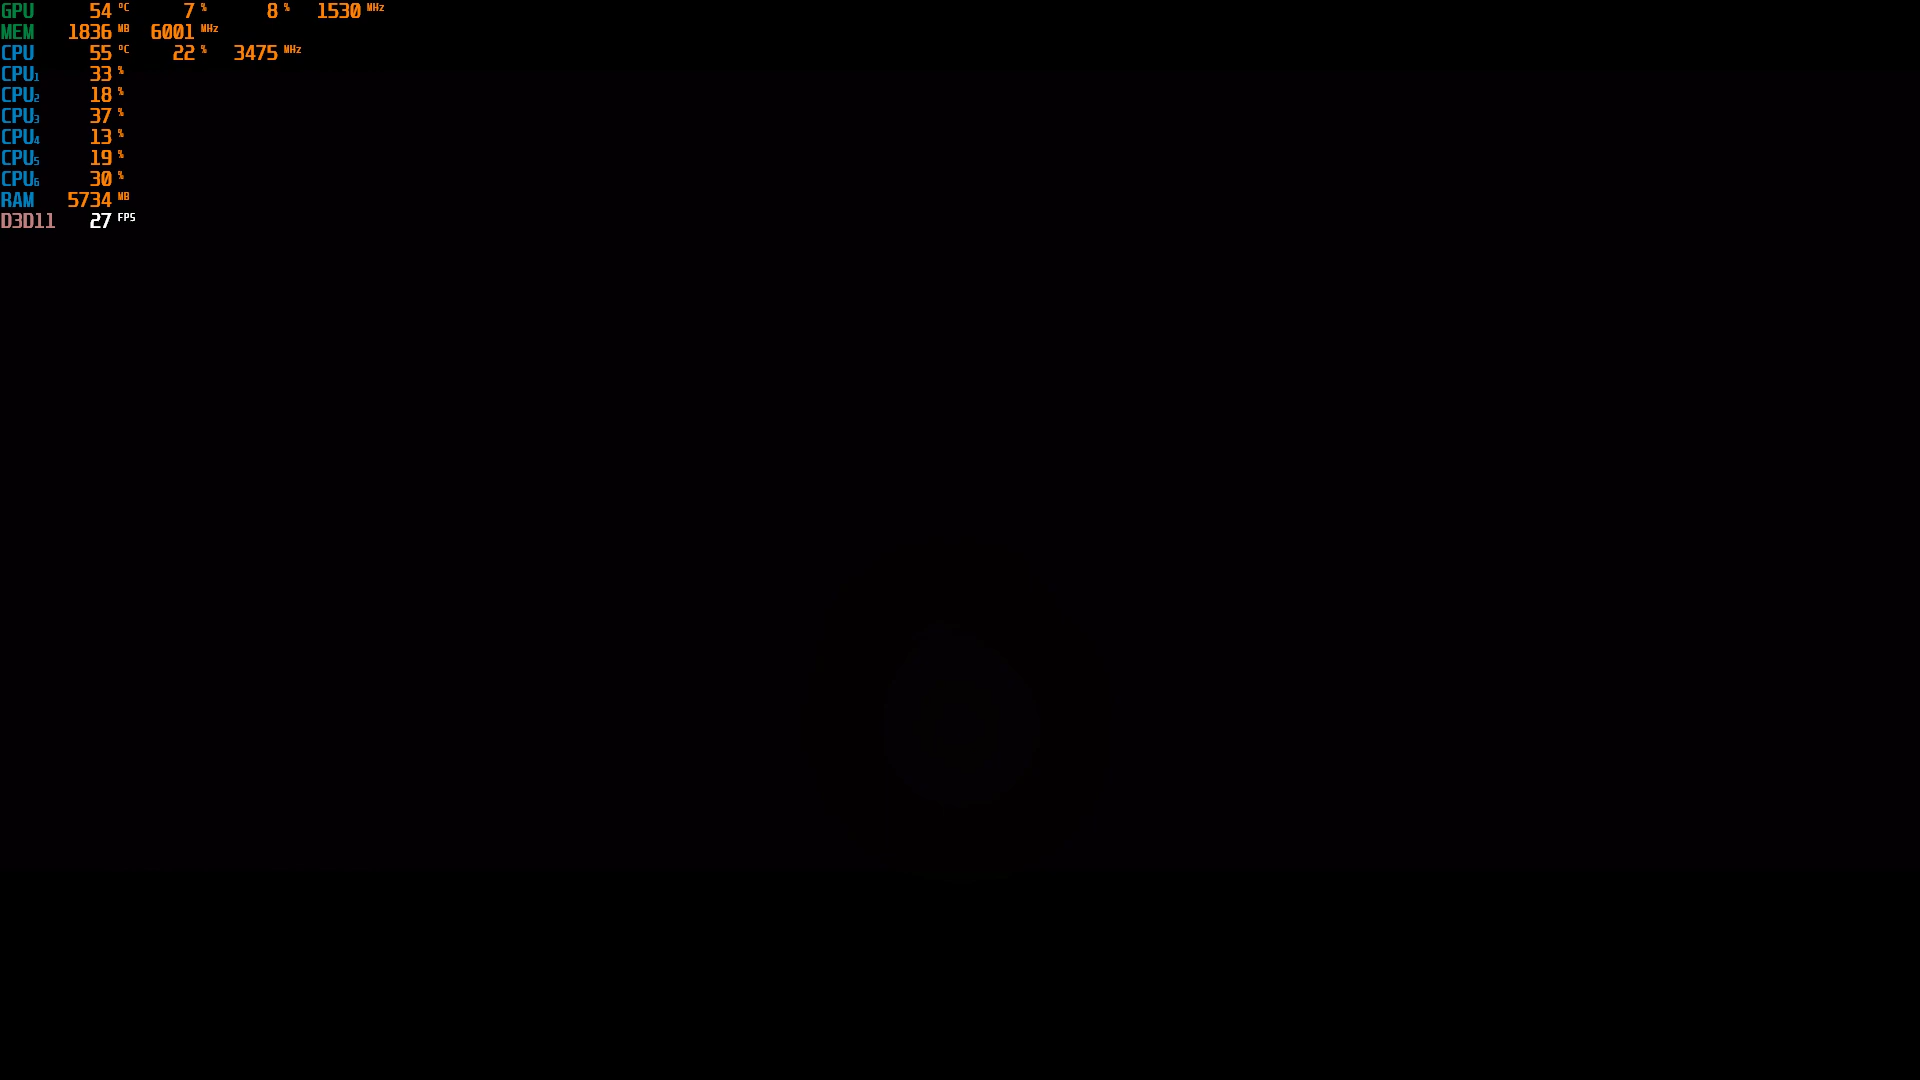 GPU 54 °C 7 % 8 % 1530 MHz
MEM 1836 MB 6001 MHz
CPU 55 °C 22 % 3475 MHz
CPU1 33 %
CPU2 18 %
CPU3 37 %
CPU4 13 %
CPU5 19 %
CPU6 30 %
RAM 5734 MB
D3D11 27 FPS